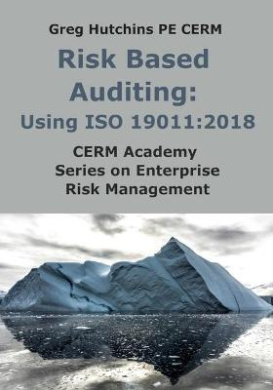 Greg Hutchins PE CERM
Risk Based
Auditing:
Using ISO 19011:2018
CERM Academy
Series on Enterprise
Risk Management